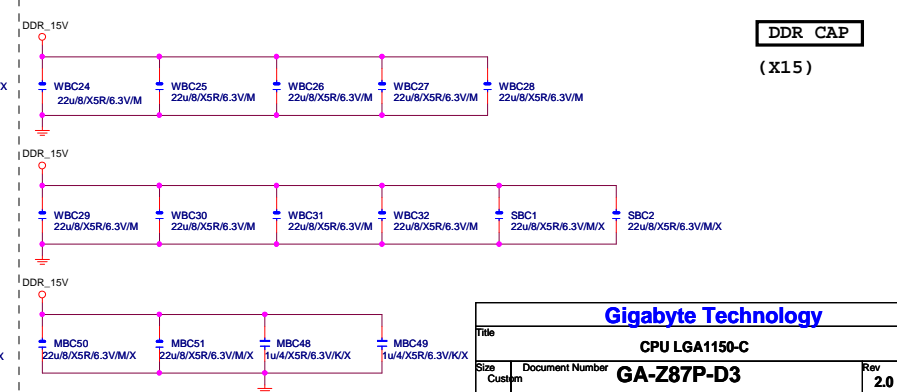 DDR_15V
DDR CAP
(X15)
X
WBC24
22u/8/X5R/6.3V/M
WBC25
22u/8/X5R/6.3V/M
WBC26
22u/8/X5R/6.3V/M
WBC27
22u/8/X5R/6.3V/M
WBC28
22u/8/X5R/6.3V/M
DDR_15V
WBC29
22u/8/X5R/6.3V/M
WBC30
22u/8/X5R/6.3V/M
WBC31
22u/8/X5R/6.3V/M
WBC32
22u/8/X5R/6.3V/M
SBC1
22u/8/X5R/6.3V/M/X
SBC2
22u/8/X5R/6.3V/M/X
DDR_15V
X
MBC50
22u/8/X5R/6.3V/M/X
MBC51
22u/8/X5R/6.3V/M/X
MBC48
1u/4/X5R/6.3V/K/X
MBC49
1u/4/X5R/6.3V/K/X
Gigabyte Technology
Title
CPU LGA1150-C
Size
Custom
Document Number
GA-Z87P-D3
Rev
2.0